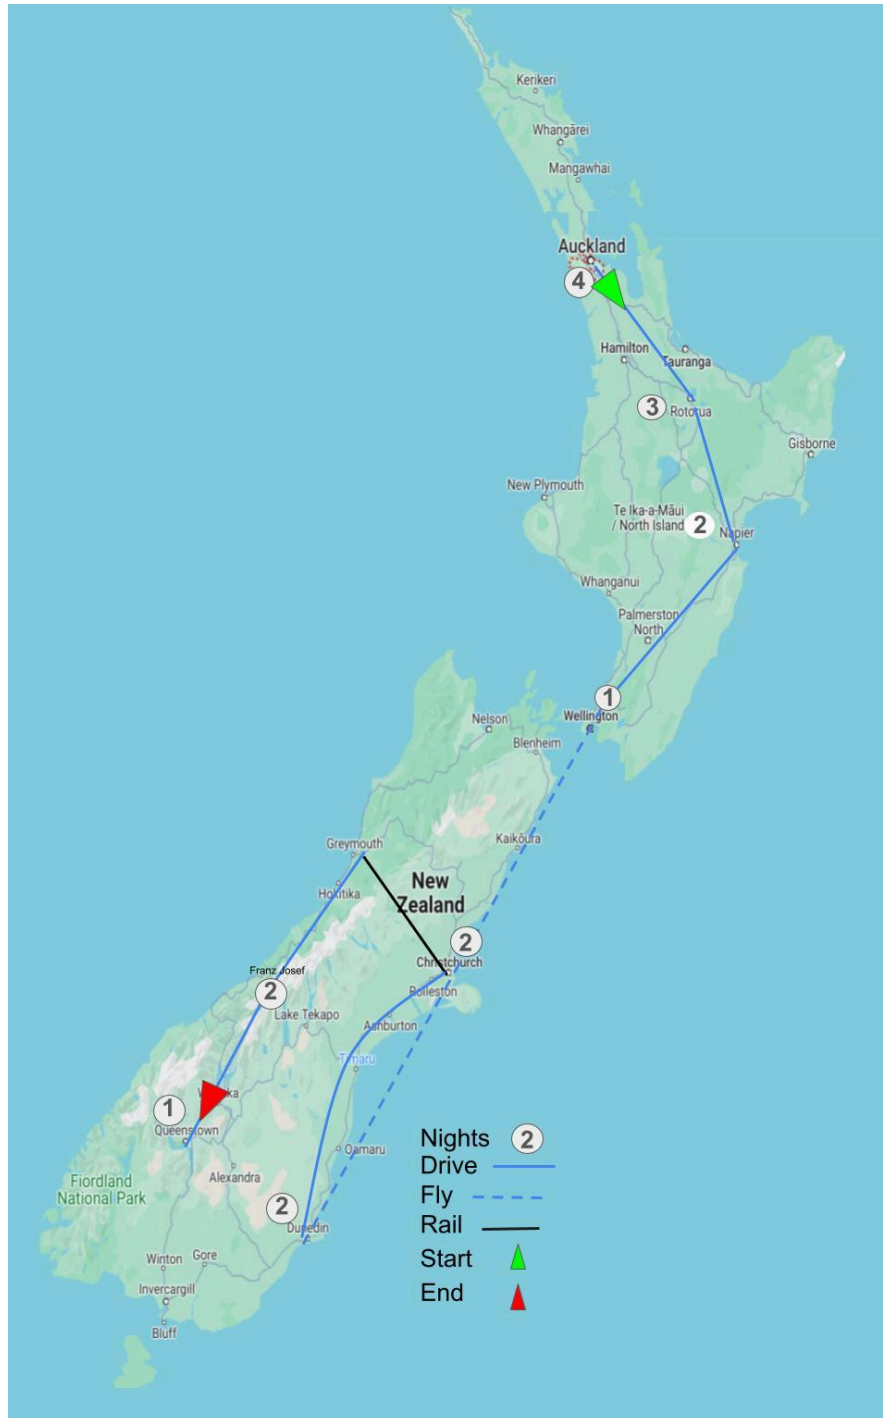 Kerikeri
Whangārei
Mangawhai
Auckland
4
Hamilton
Tauranga
3
Rotorua
Gisborne
New Plymouth
Te Ika-a-Māui
/ North Island
2
Napier
Whanganui
Palmerston
North
1
Wellington
Nelson
Blenheim
Kaikōura
Greymouth
Hokitika
New
Zealand
2
Christchurch
Rolleston
Franz Josef
2
Lake Tekapo
Ashburton
Timaru
1
Queenstown
Oamaru
Alexandra
Fiordland
National Park
2
Dunedin
Winton
Gore
Invercargill
Bluff
Nights 2
Drive
Fly
Rail
Start
End